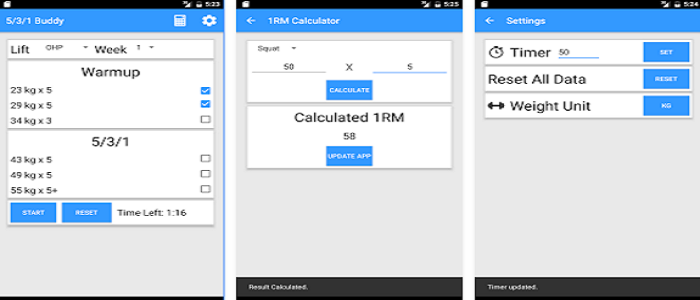 5:23
5/3/1 Buddy
Lift OHP Week 1
Warmup
23 kg x 5
29 kg x 5
34 kg x 3
5/3/1
43 kg x 5
49 kg x 5
55 kg x 5+
START RESET Time Left: 1:16
5:25
1RM Calculator
Squat
50 X 5
CALCULATE
Calculated 1RM
58
UPDATE APP
Result Calculated.
5:24
Settings
Timer 50 SET
Reset All Data RESET
Weight Unit KG
Timer updated.